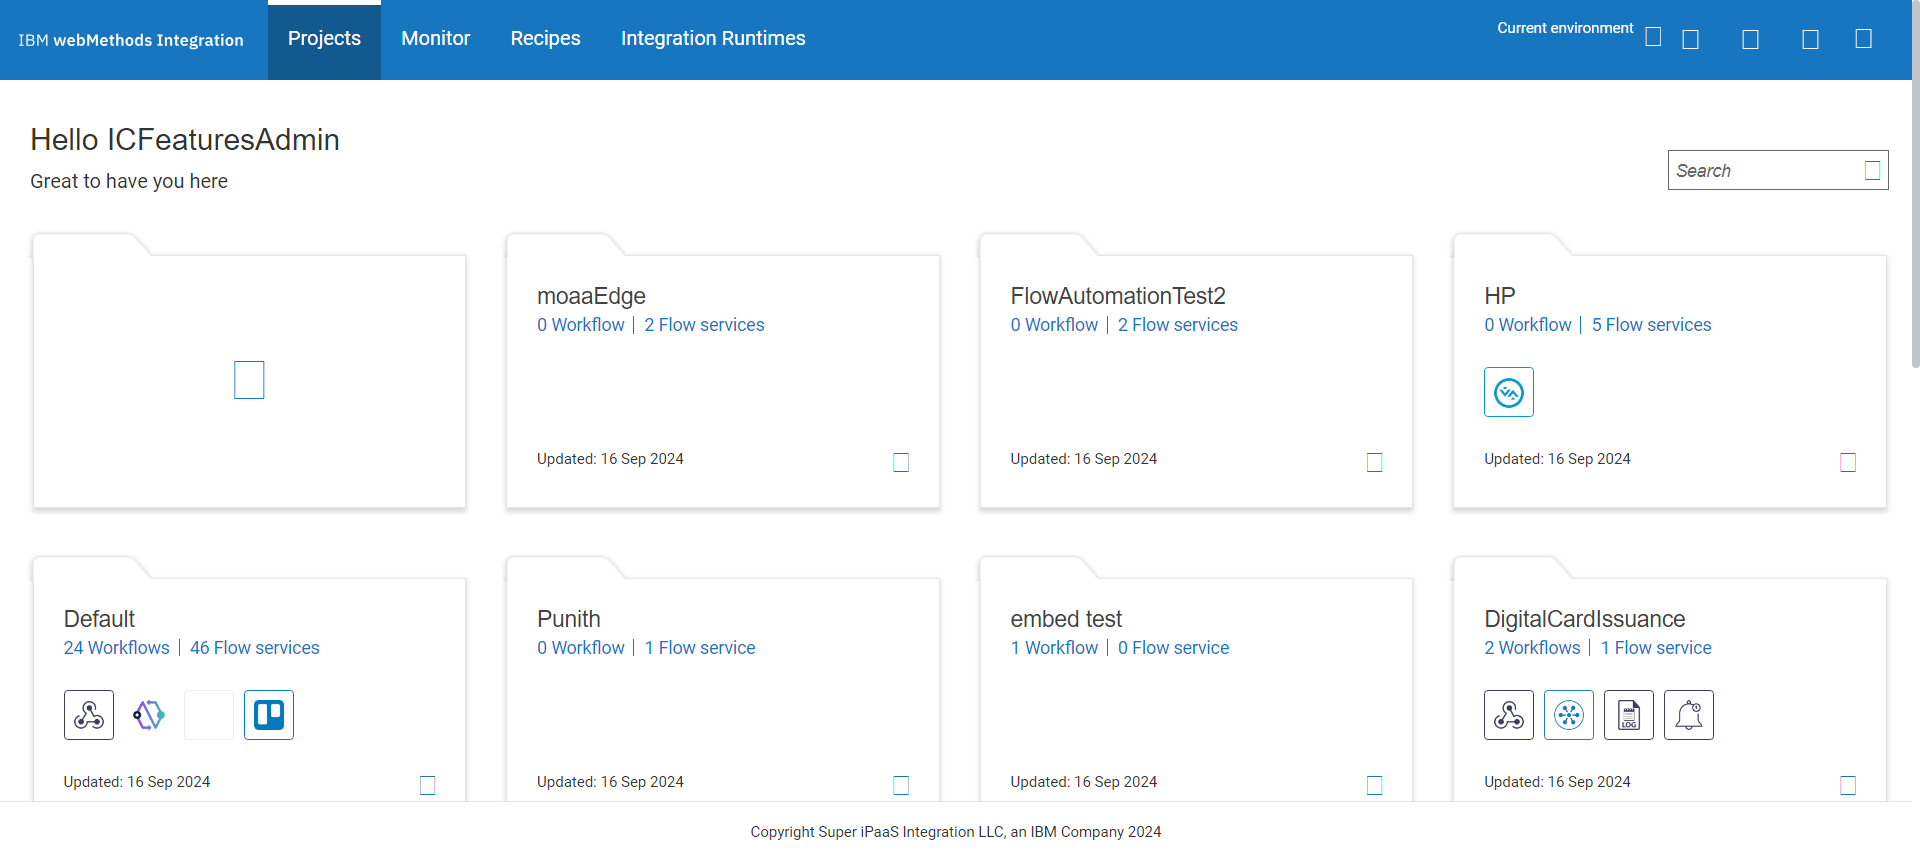 IBM webMethods Integration
Projects
Monitor
Recipes
Integration Runtimes
Current environment
Hello ICFeaturesAdmin
Great to have you here
Search
moaaEdge
0 Workflow | 2 Flow services
Updated: 16 Sep 2024
FlowAutomationTest2
0 Workflow | 2 Flow services
Updated: 16 Sep 2024
HP
0 Workflow | 5 Flow services
Updated: 16 Sep 2024
Default
24 Workflows | 46 Flow services
Updated: 16 Sep 2024
Punith
0 Workflow | 1 Flow service
Updated: 16 Sep 2024
embed test
1 Workflow | 0 Flow service
Updated: 16 Sep 2024
DigitalCardIssuance
2 Workflows | 1 Flow service
LOG
Updated: 16 Sep 2024
Copyright Super iPaaS Integration LLC, an IBM Company 2024